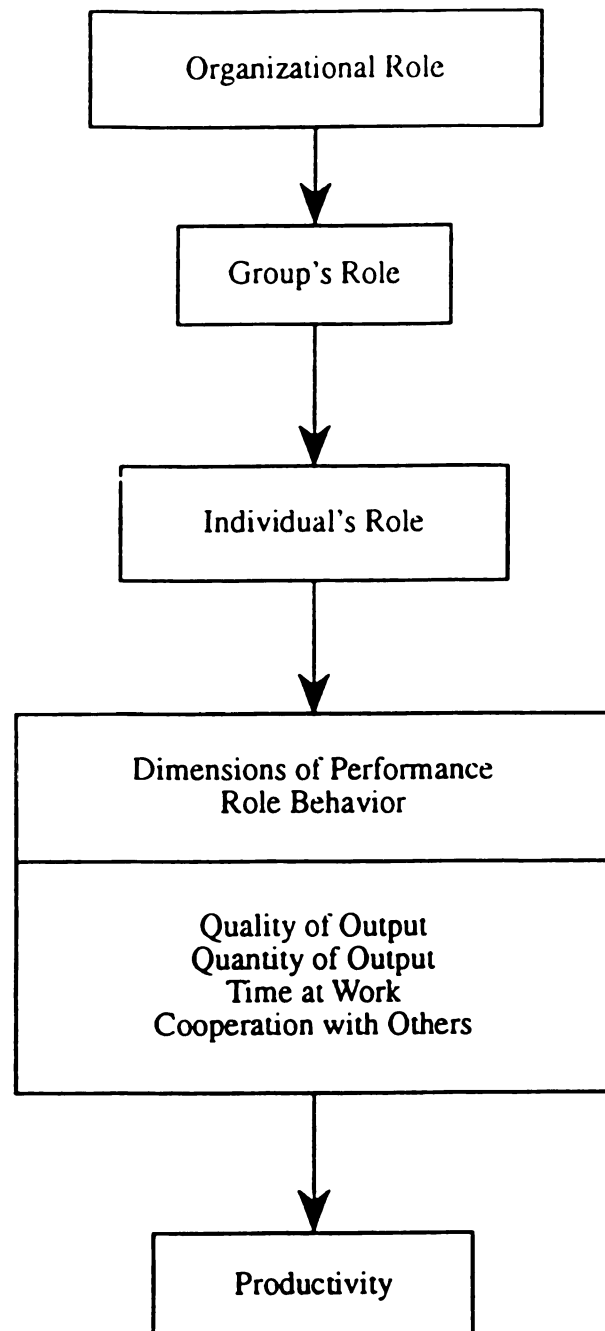 Organizational Role
Group's Role
Individual's Role
Dimensions of Performance
Role Behavior
Quality of Output
Quantity of Output
Time at Work
Cooperation with Others
Productivity